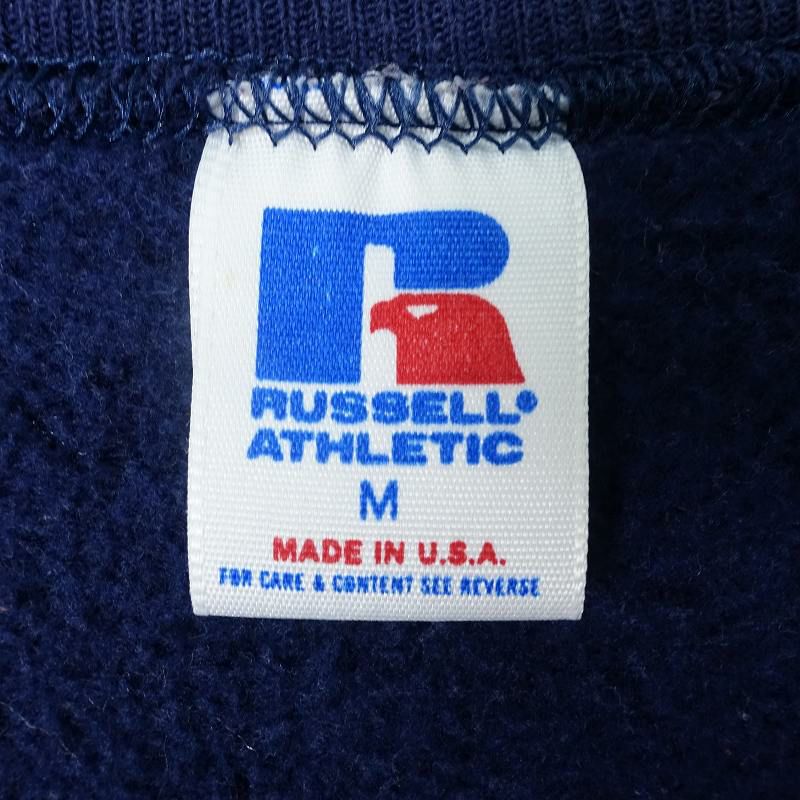 RUSSELL®
ATHLETIC
M
MADE IN U.S.A.
FOR CARE & CONTENT SEE REVERSE